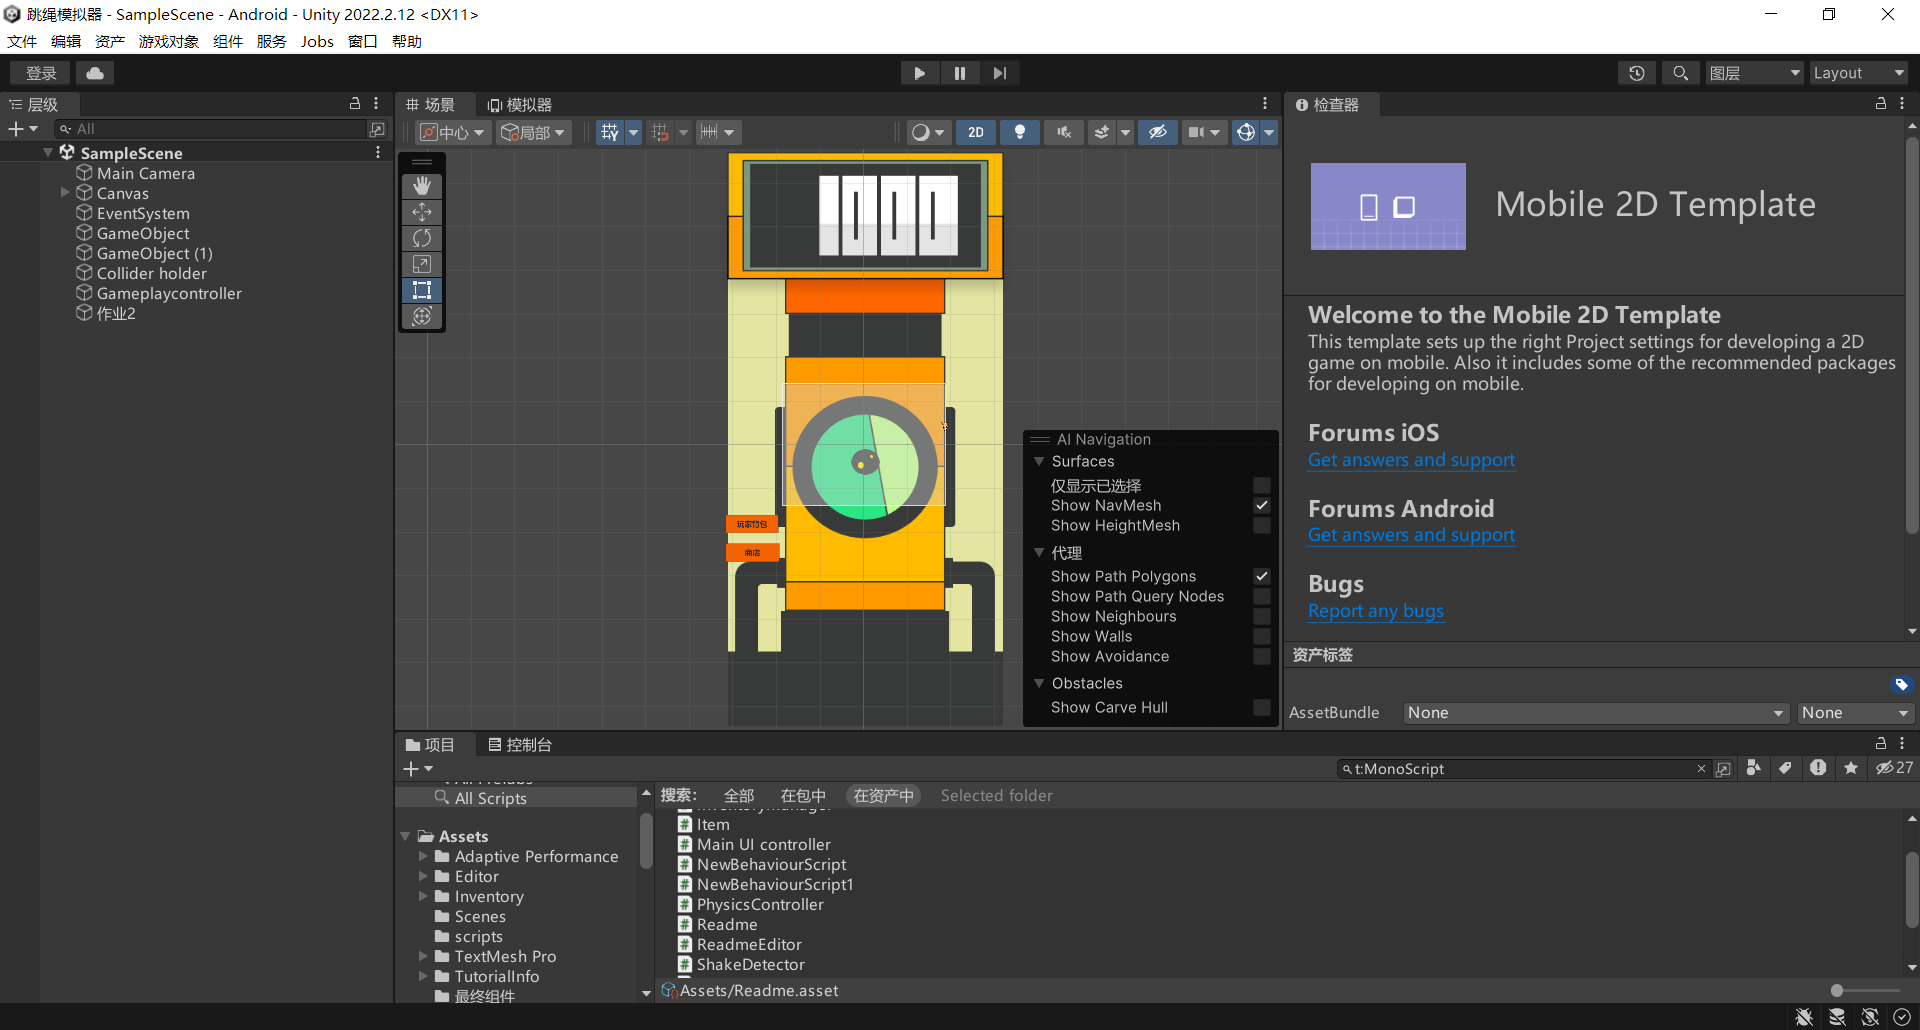 跳绳模拟器 - SampleScene - Android - Unity 2022.2.12 <DX11>
文件 编辑 资产 游戏对象 组件 服务 Jobs 窗口 帮助
登录
图层
Layout
层级
All
SampleScene
Main Camera
Canvas
EventSystem
GameObject
GameObject (1)
Collider holder
Gameplaycontroller
作业2
场景
模拟器
中心
局部
2D
玩家背包
商店
AI Navigation
Surfaces
仅显示已选择
Show NavMesh
Show HeightMesh
代理
Show Path Polygons
Show Path Query Nodes
Show Neighbours
Show Walls
Show Avoidance
Obstacles
Show Carve Hull
检查器
Mobile 2D Template
Welcome to the Mobile 2D Template
This template sets up the right Project settings for developing a 2D
game on mobile. Also it includes some of the recommended packages
for developing on mobile.
Forums iOS
Get answers and support
Forums Android
Get answers and support
Bugs
Report any bugs
资产标签
AssetBundle None None
项目
控制台
t:MonoScript
27
All Prefabs
All Scripts
Assets
Adaptive Performance
Editor
Inventory
Scenes
scripts
TextMesh Pro
TutorialInfo
最终组件
搜索: 全部 在包中 在资产中 Selected folder
InventoryManager
Item
Main UI controller
NewBehaviourScript
NewBehaviourScript1
PhysicsController
Readme
ReadmeEditor
ShakeDetector
Assets/Readme.asset